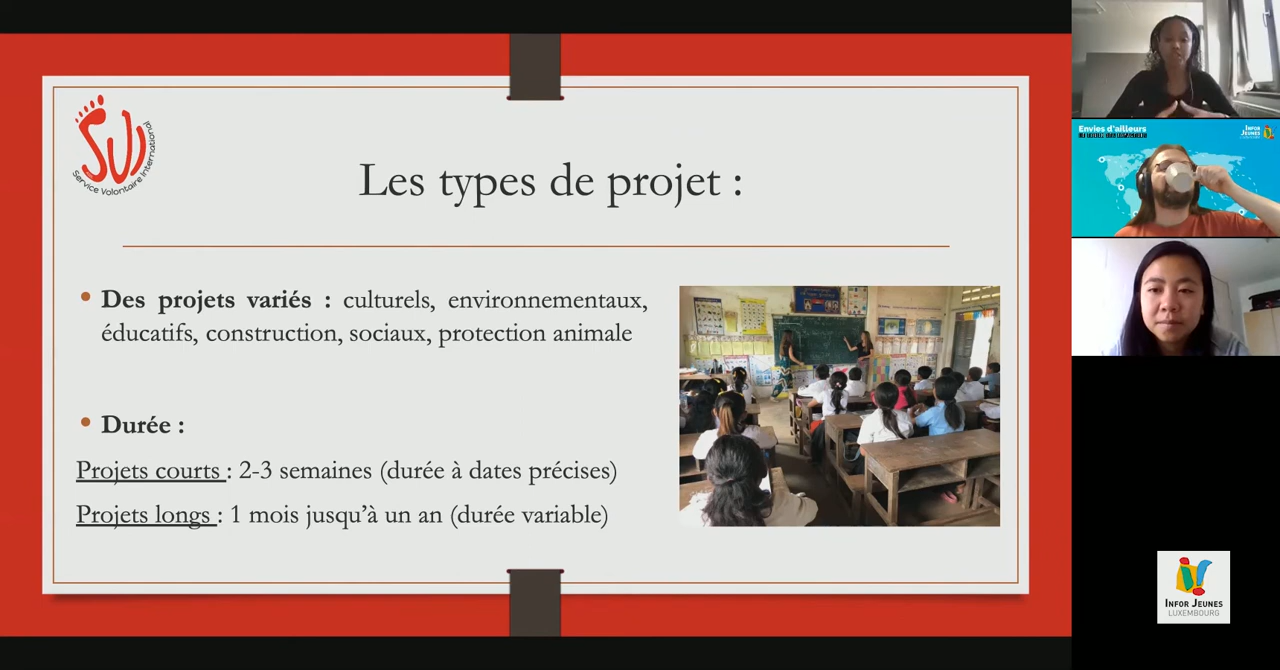 SVI
Service Volontaire International
Les types de projet :
• Des projets variés : culturels, environnementaux,
éducatifs, construction, sociaux, protection animale
• Durée :
Projets courts : 2-3 semaines (durée à dates précises)
Projets longs : 1 mois jusqu’à un an (durée variable)
Envies d'ailleurs
INFOR
JEUNES
INFOR JEUNES
LUXEMBOURG